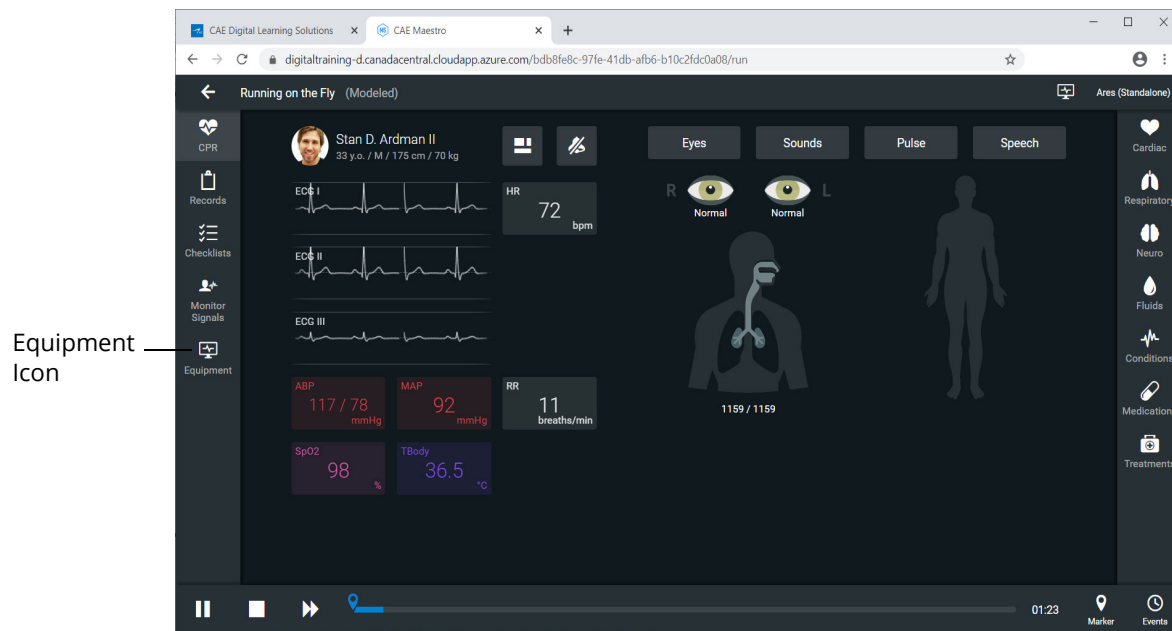 CAE Digital Learning Solutions
CAE Maestro
digitaltraining-d.canadacentral.cloudapp.azure.com/bdb8fe8c-97fe-41db-afb6-b10c2fdc0a08/run
Running on the Fly (Modeled)
Ares (Standalone)
CPR
Records
Checklists
Monitor
Signals
Equipment
Equipment
Icon
Stan D. Ardman II
33 y.o. / M / 175 cm / 70 kg
ECG I
HR
72
bpm
ECG II
ECG III
ABP
117 / 78
mmHg
MAP
92
mmHg
RR
11
breaths/min
SpO2
98
%
TBody
36.5
°C
Eyes
Sounds
Pulse
Speech
R
L
Normal
Normal
1159 / 1159
Cardiac
Respiratory
Neuro
Fluids
Conditions
Medication
Treatments
01:23
Marker
Events